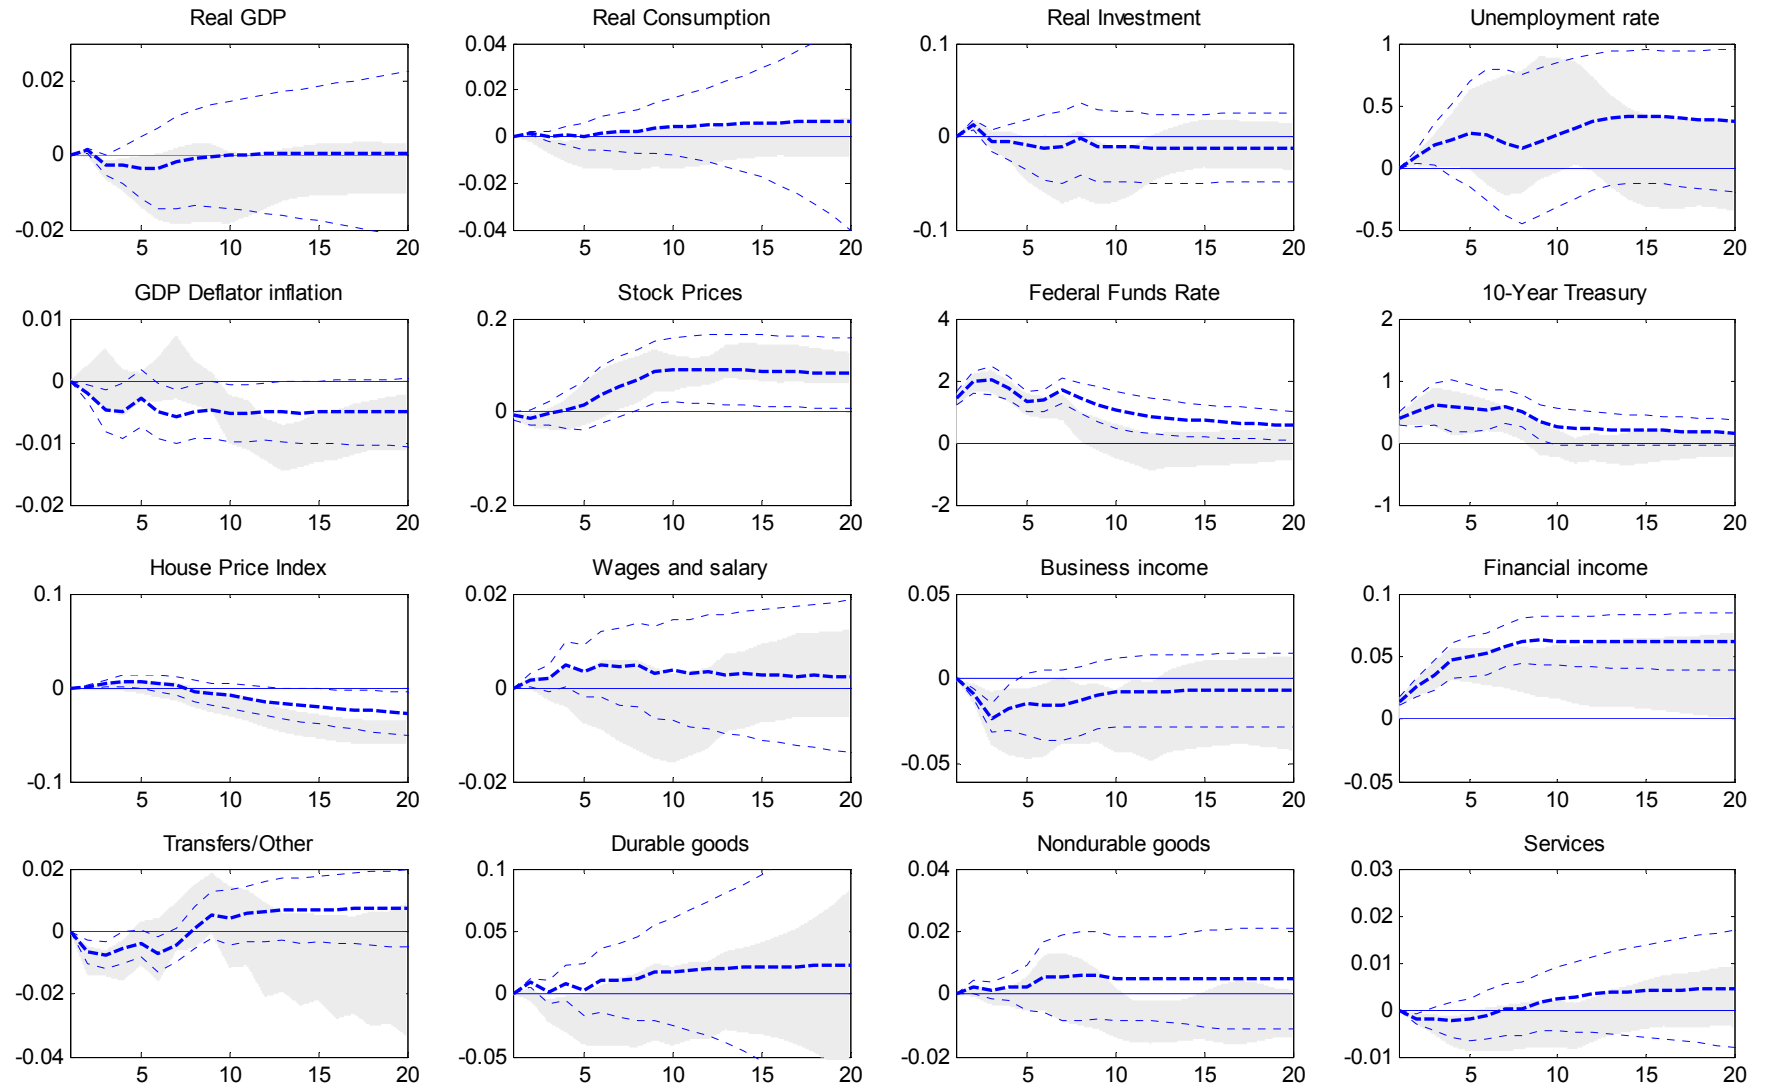 Real GDP
Real Consumption
Real Investment
Unemployment rate
0.02
0
-0.02
5 10 15 20
0.04
0.02
0
-0.02
-0.04
5 10 15 20
0.1
0
-0.1
5 10 15 20
1
0.5
0
-0.5
5 10 15 20
GDP Deflator inflation
Stock Prices
Federal Funds Rate
10-Year Treasury
0.01
0
-0.01
-0.02
5 10 15 20
0.2
0
-0.2
5 10 15 20
4
2
0
-2
5 10 15 20
2
1
0
-1
5 10 15 20
House Price Index
Wages and salary
Business income
Financial income
0.1
0
-0.1
5 10 15 20
0.02
0
-0.02
5 10 15 20
0.05
0
-0.05
5 10 15 20
0.1
0.05
0
-0.05
5 10 15 20
Transfers/Other
Durable goods
Nondurable goods
Services
0.02
0
-0.02
-0.04
5 10 15 20
0.1
0.05
0
-0.05
5 10 15 20
0.04
0.02
0
-0.02
5 10 15 20
0.03
0.02
0.01
0
-0.01
5 10 15 20